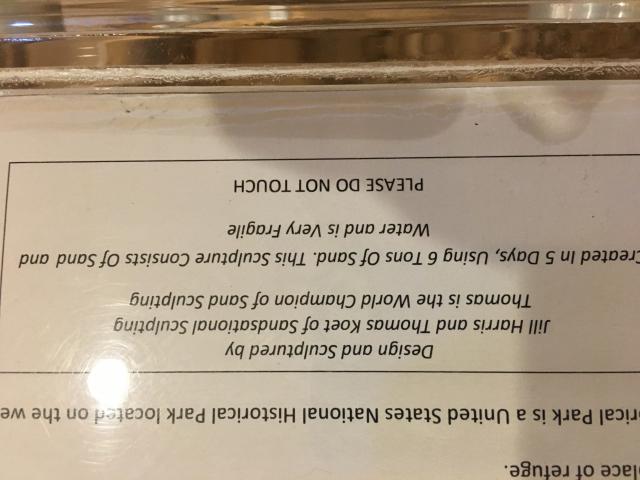 place of refuge.
orical Park is a United States National Historical Park located on the we
Design and Sculptured by
Jill Harris and Thomas Koet of Sandsational Sculpting
Thomas is the World Champion of Sand Sculpting
Created In 5 Days, Using 6 Tons Of Sand. This Sculpture Consists Of Sand and
Water and is Very Fragile
PLEASE DO NOT TOUCH